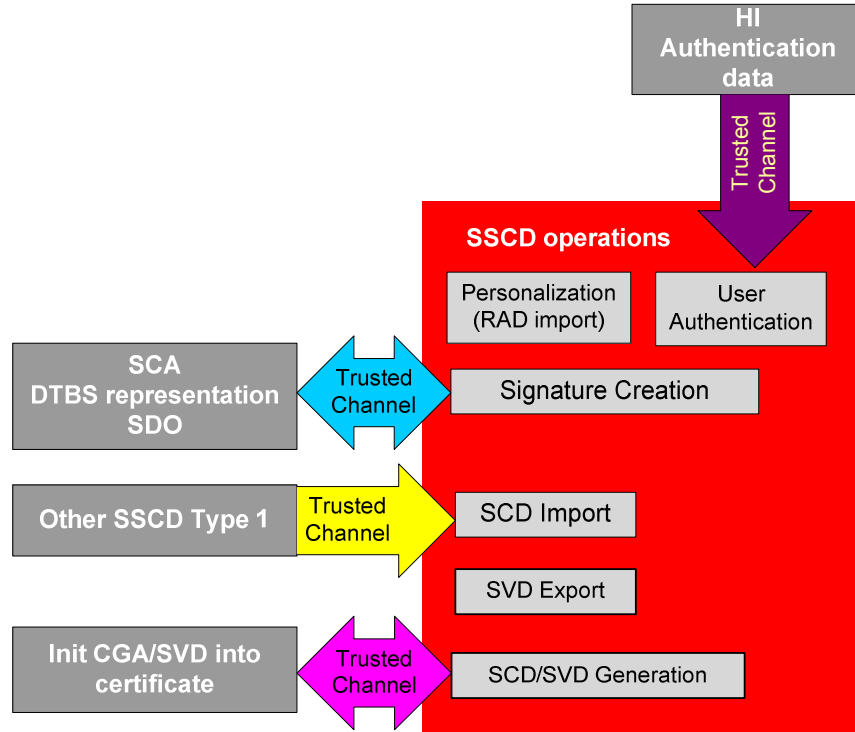 HI
Authentication
data
Trusted
Channel
SSCD operations
Personalization
(RAD import)
User
Authentication
SCA
DTBS representation
SDO
Trusted
Channel
Signature Creation
Other SSCD Type 1
Trusted
Channel
SCD Import
SVD Export
Init CGA/SVD into
certificate
Trusted
Channel
SCD/SVD Generation